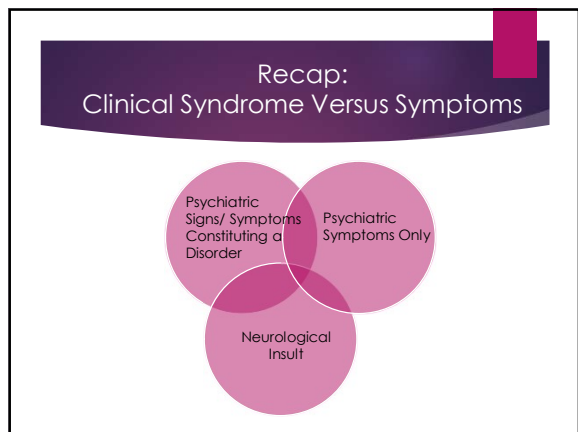 Recap:
Clinical Syndrome Versus Symptoms
Psychiatric
Signs/ Symptoms
Constituting a
Disorder
Psychiatric
Symptoms Only
Neurological
Insult